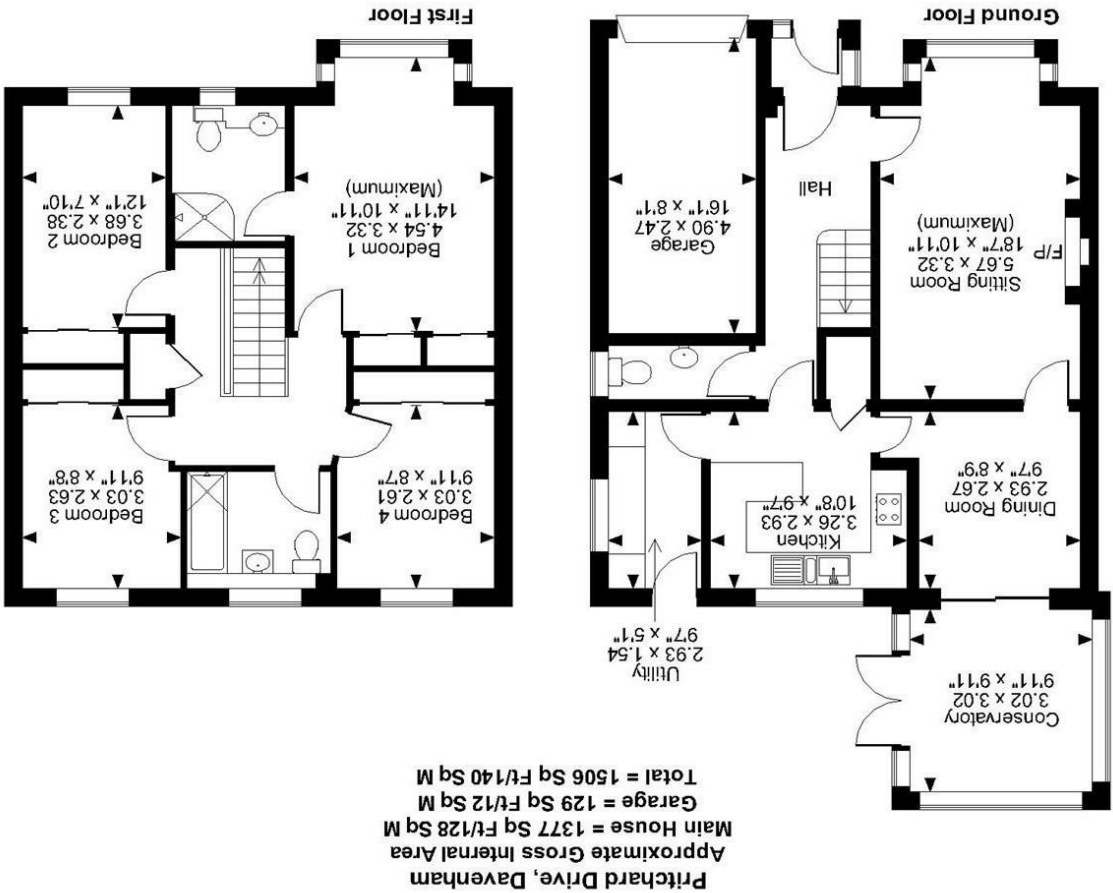 Pritchard Drive, Davenham
Approximate Gross Internal Area
Main House = 1377 Sq Ft/128 Sq M
Garage = 129 Sq Ft/12 Sq M
Total = 1506 Sq Ft/140 Sq M
Conservatory
3.02 x 3.02
9'11" x 9'11"
Utility
2.93 x 1.54
9'7" x 5'1"
Dining Room
2.93 x 2.67
9'7" x 8'9"
Kitchen
3.26 x 2.93
10'8" x 9'7"
Sitting Room
5.67 x 3.32
18'7" x 10'11"
(Maximum)
F/P
Hall
Garage
4.90 x 2.47
16'1" x 8'1"
Ground Floor
Bedroom 4
3.03 x 2.61
9'11" x 8'7"
Bedroom 3
3.03 x 2.63
9'11" x 8'8"
Bedroom 1
4.54 x 3.32
14'11" x 10'11"
(Maximum)
Bedroom 2
3.68 x 2.38
12'1" x 7'10"
First Floor